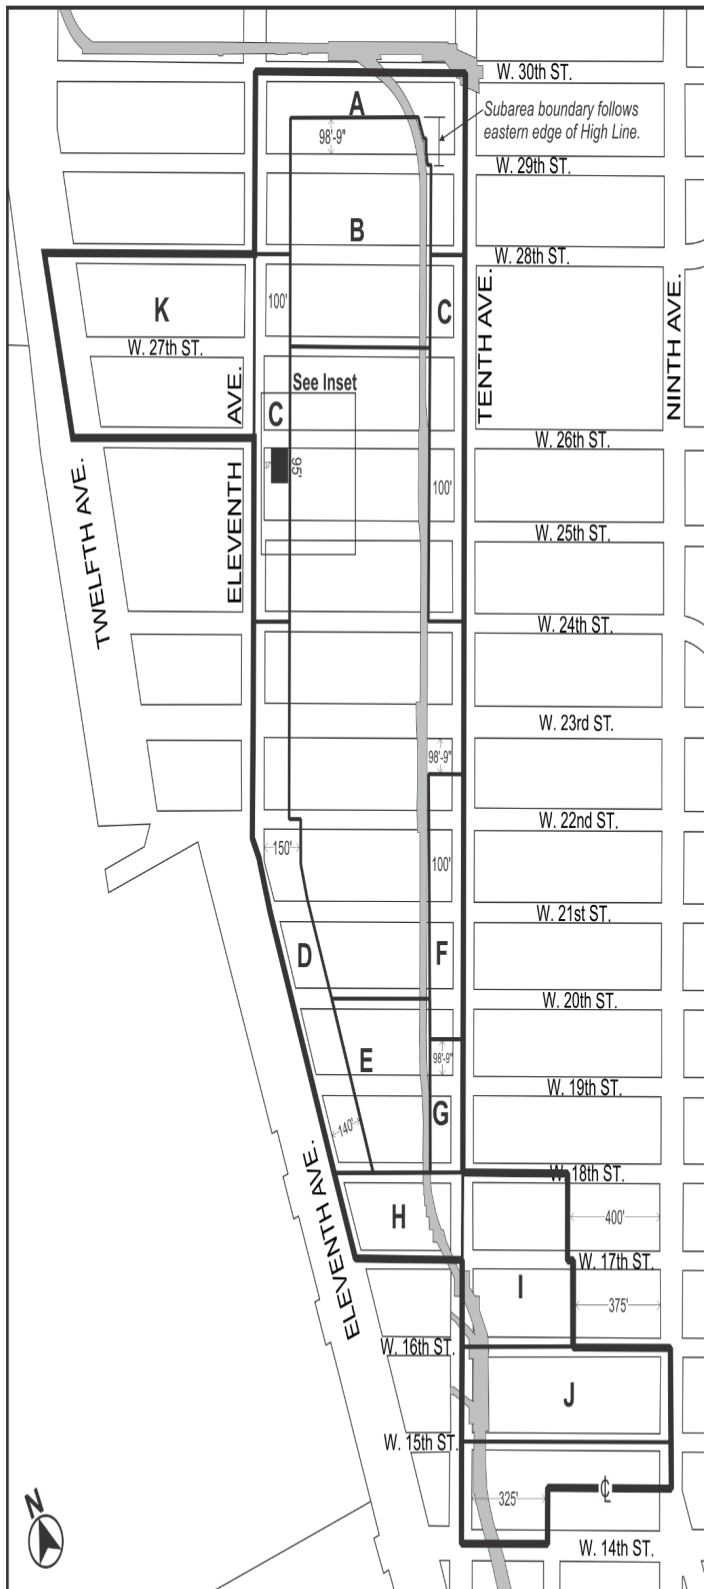 W. 30th ST.
A
Subarea boundary follows
eastern edge of High Line.
98'-9"
W. 29th ST.
B
W. 28th ST.
K
100'
C
TENTH AVE.
NINTH AVE.
W. 27th ST.
See Inset
ELEVENTH AVE.
C
W. 26th ST.
95'
100'
TWELFTH AVE.
W. 25th ST.
W. 24th ST.
W. 23rd ST.
98'-9"
W. 22nd ST.
150'
100'
W. 21st ST.
D
F
W. 20th ST.
E
98'-9"
W. 19th ST.
G
140'
W. 18th ST.
H
400'
ELEVENTH AVE.
W. 17th ST.
I
375'
W. 16th ST.
J
W. 15th ST.
325'
CL
N
W. 14th ST.